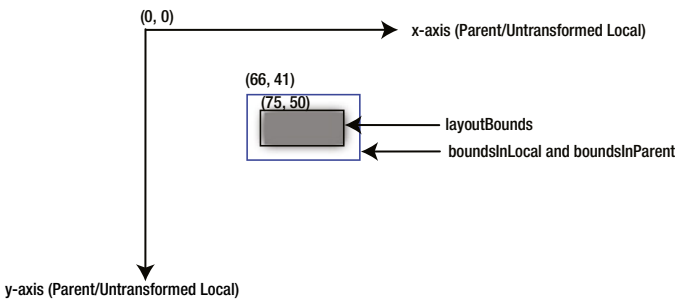 (0, 0)
x-axis (Parent/Untransformed Local)
(66, 41)
(75, 50)
layoutBounds
boundsInLocal and boundsInParent
y-axis (Parent/Untransformed Local)